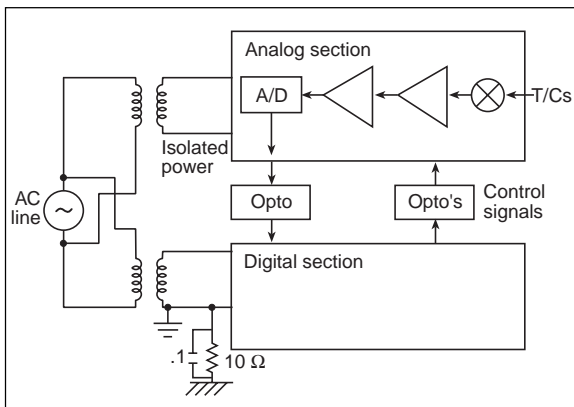 Analog section
A/D
T/Cs
Isolated
power
AC
line
~
Opto
Opto's
Control
signals
Digital section
.1
10 Ω